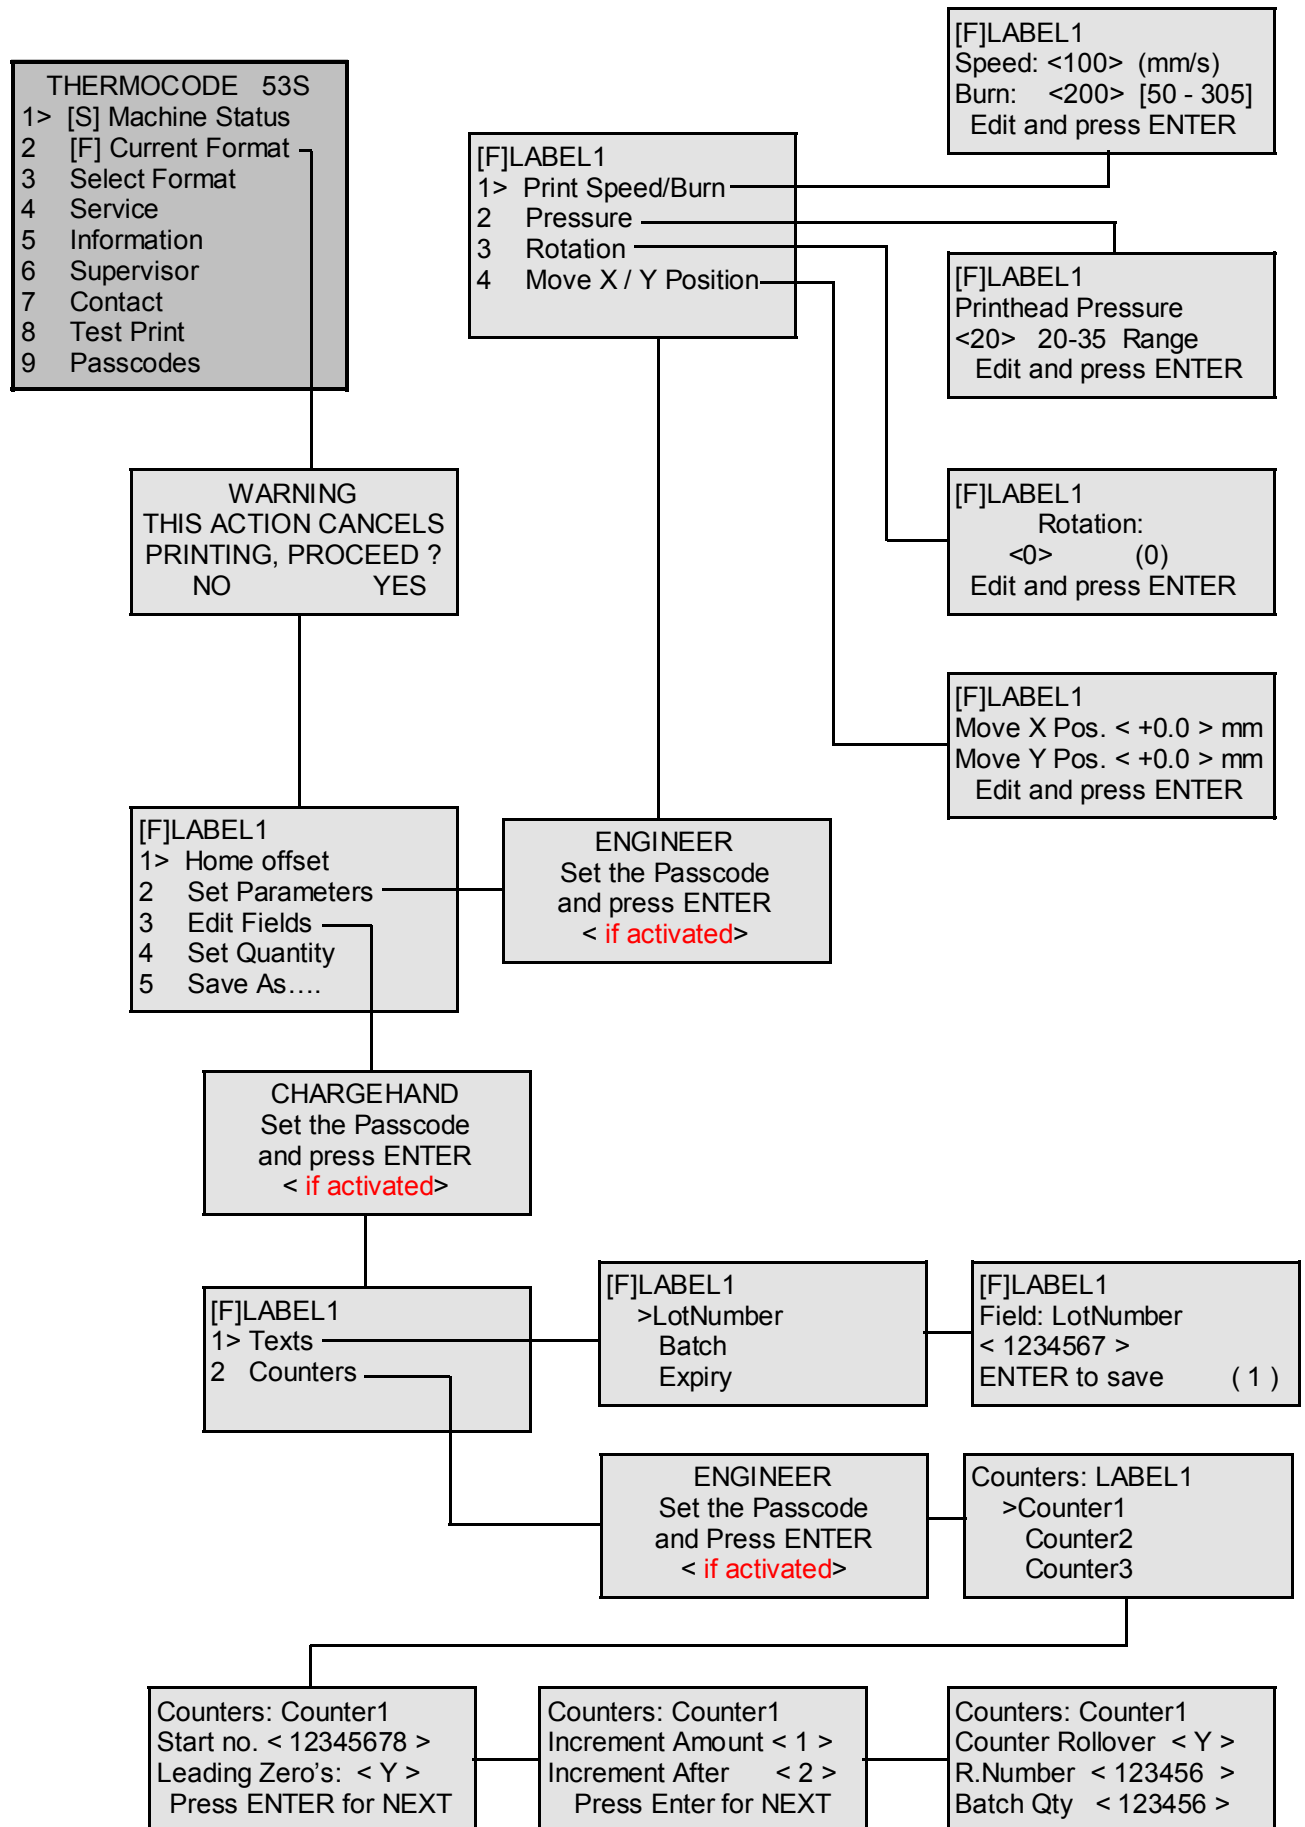 THERMOCODE 53S
1> [S] Machine Status
2 [F] Current Format
3 Select Format
4 Service
5 Information
6 Supervisor
7 Contact
8 Test Print
9 Passcodes
[F]LABEL1
1> Print Speed/Burn
2 Pressure
3 Rotation
4 Move X / Y Position
[F]LABEL1
Speed: <100> (mm/s)
Burn: <200> [50 - 305]
Edit and press ENTER
[F]LABEL1
Printhead Pressure
<20> 20-35 Range
Edit and press ENTER
[F]LABEL1
Rotation:
<0> (0)
Edit and press ENTER
[F]LABEL1
Move X Pos. < +0.0 > mm
Move Y Pos. < +0.0 > mm
Edit and press ENTER
WARNING
THIS ACTION CANCELS
PRINTING, PROCEED ?
NO YES
[F]LABEL1
1> Home offset
2 Set Parameters
3 Edit Fields
4 Set Quantity
5 Save As....
ENGINEER
Set the Passcode
and press ENTER
< if activated>
CHARGEHAND
Set the Passcode
and press ENTER
< if activated>
[F]LABEL1
1> Texts
2 Counters
[F]LABEL1
>LotNumber
Batch
Expiry
[F]LABEL1
Field: LotNumber
< 1234567 >
ENTER to save ( 1 )
ENGINEER
Set the Passcode
and Press ENTER
< if activated>
Counters: LABEL1
>Counter1
Counter2
Counter3
Counters: Counter1
Start no. < 12345678 >
Leading Zero's: < Y >
Press ENTER for NEXT
Counters: Counter1
Increment Amount < 1 >
Increment After < 2 >
Press Enter for NEXT
Counters: Counter1
Counter Rollover < Y >
R.Number < 123456 >
Batch Qty < 123456 >